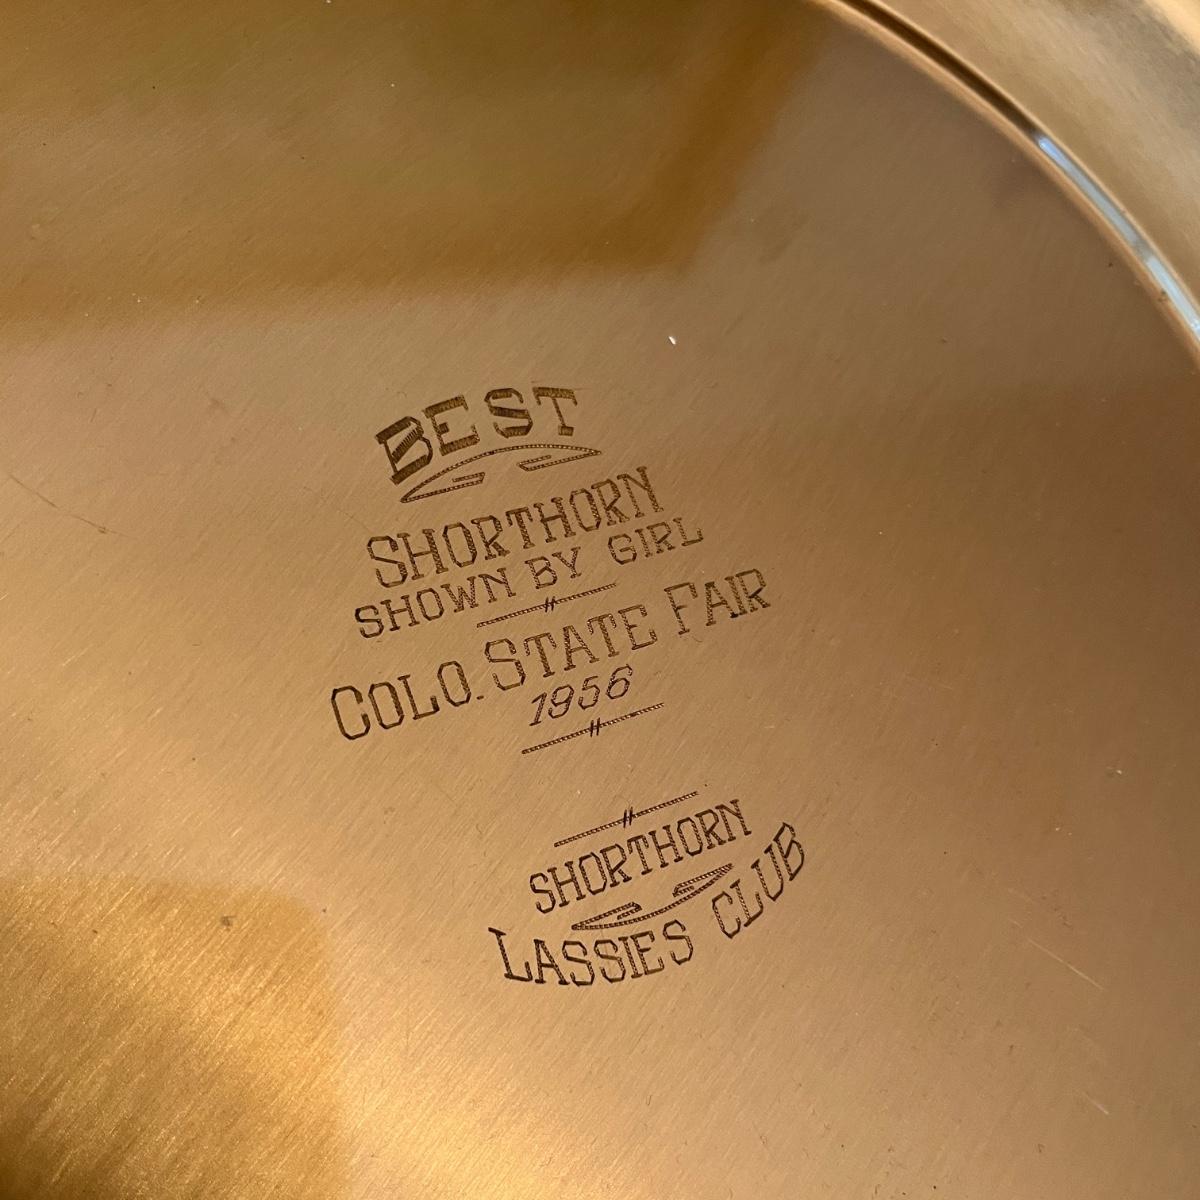 BEST
SHORTHORN
SHOWN BY GIRL
COLO. STATE FAIR
1956
SHORTHORN
LASSIES CLUB